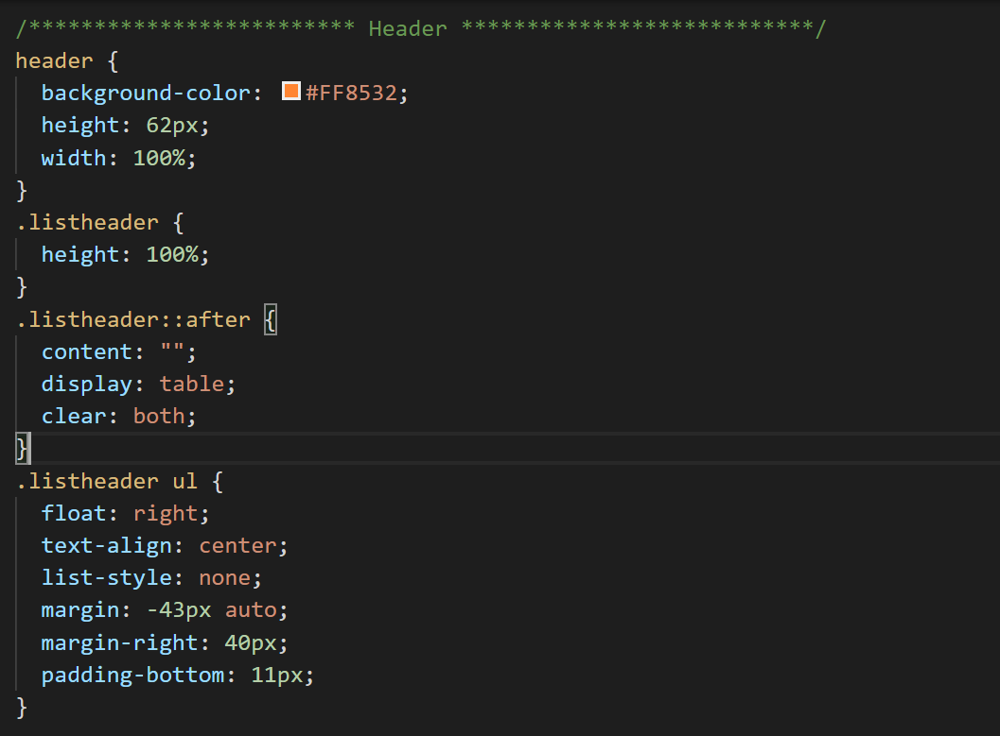 /************************* Header ***************************/
header {
  background-color: #FF8532;
  height: 62px;
  width: 100%;
}
.listheader {
  height: 100%;
}
.listheader::after {
  content: "";
  display: table;
  clear: both;
}
.listheader ul {
  float: right;
  text-align: center;
  list-style: none;
  margin: -43px auto;
  margin-right: 40px;
  padding-bottom: 11px;
}